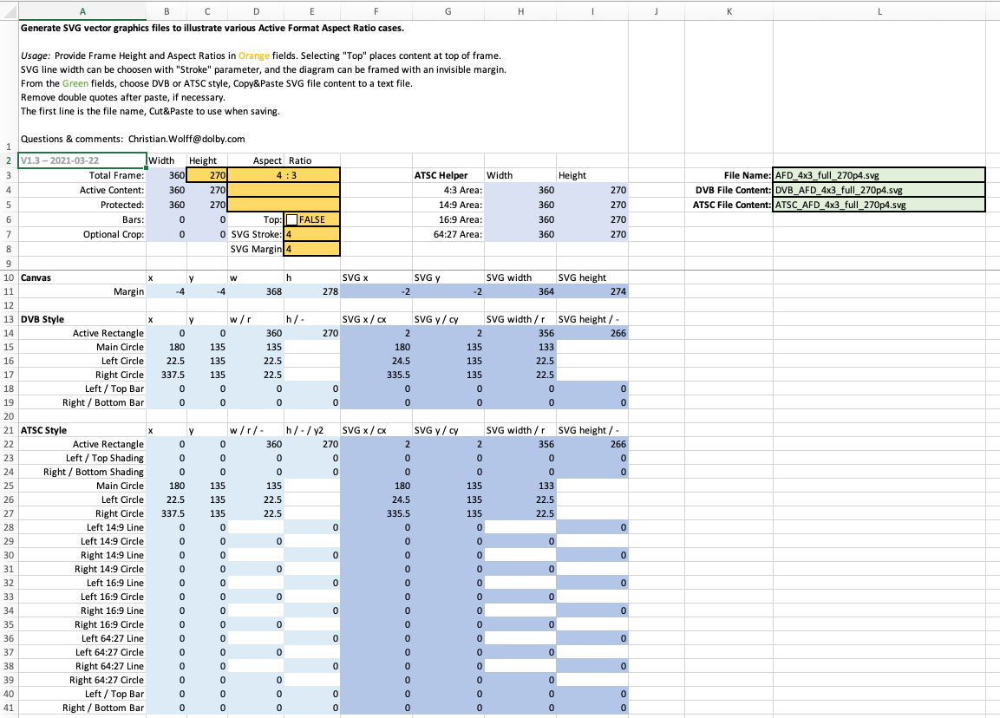 A B C D E F G H I J K L
1 Generate SVG vector graphics files to illustrate various Active Format Aspect Ratio cases.
Usage: Provide Frame Height and Aspect Ratios in Orange fields. Selecting "Top" places content at top of frame.
SVG line width can be choosen with "Stroke" parameter, and the diagram can be framed with an invisible margin.
From the Green fields, choose DVB or ATSC style, Copy&Paste SVG file content to a text file.
Remove double quotes after paste, if necessary.
The first line is the file name, Cut&Paste to use when saving.
Questions & comments: Christian.Wolff@dolby.com
2 V1.3 – 2021-03-22 Width Height Aspect Ratio
3 Total Frame: 360 270 4 : 3 ATSC Helper Width Height File Name: AFD_4x3_full_270p4.svg
4 Active Content: 360 270 4:3 Area: 360 270 DVB File Content: DVB_AFD_4x3_full_270p4.svg
5 Protected: 360 270 14:9 Area: 360 270 ATSC File Content: ATSC_AFD_4x3_full_270p4.svg
6 Bars: 0 0 Top: FALSE 16:9 Area: 360 270
7 Optional Crop: 0 0 SVG Stroke: 4 64:27 Area: 360 270
8 SVG Margin 4
9
10 Canvas x y w h SVG x SVG y SVG width SVG height
11 Margin -4 -4 368 278 -2 -2 364 274
12
13 DVB Style x y w / r h / - SVG x / cx SVG y / cy SVG width / r SVG height / -
14 Active Rectangle 0 0 360 270 2 2 356 266
15 Main Circle 180 135 135 180 135 133
16 Left Circle 22.5 135 22.5 24.5 135 22.5
17 Right Circle 337.5 135 22.5 335.5 135 22.5
18 Left / Top Bar 0 0 0 0 0 0 0 0
19 Right / Bottom Bar 0 0 0 0 0 0 0 0
20
21 ATSC Style x y w / r / - h / - / y2 SVG x / cx SVG y / cy SVG width / r SVG height / -
22 Active Rectangle 0 0 360 270 2 2 356 266
23 Left / Top Shading 0 0 0 0 0 0 0 0
24 Right / Bottom Shading 0 0 0 0 0 0 0 0
25 Main Circle 180 135 135 180 135 133
26 Left Circle 22.5 135 22.5 24.5 135 22.5
27 Right Circle 337.5 135 22.5 335.5 135 22.5
28 Left 14:9 Line 0 0 0 0 0 0
29 Left 14:9 Circle 0 0 0 0 0 0
30 Right 14:9 Line 0 0 0 0 0 0
31 Right 14:9 Circle 0 0 0 0 0 0
32 Left 16:9 Line 0 0 0 0 0 0
33 Left 16:9 Circle 0 0 0 0 0 0
34 Right 16:9 Line 0 0 0 0 0 0
35 Right 16:9 Circle 0 0 0 0 0 0
36 Left 64:27 Line 0 0 0 0 0 0
37 Left 64:27 Circle 0 0 0 0 0 0
38 Right 64:27 Line 0 0 0 0 0 0
39 Right 64:27 Circle 0 0 0 0 0 0
40 Left / Top Bar 0 0 0 0 0 0 0 0
41 Right / Bottom Bar 0 0 0 0 0 0 0 0